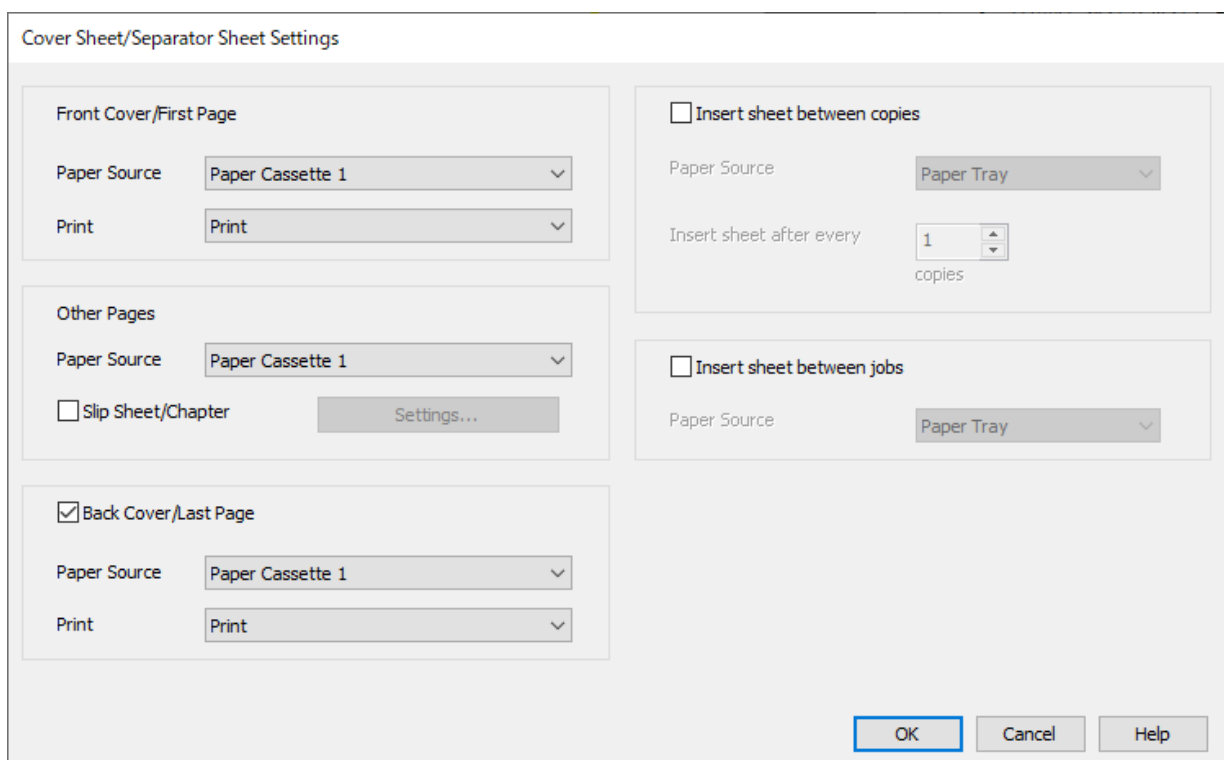 Cover Sheet/Separator Sheet Settings
Front Cover/First Page
Paper Source Paper Cassette 1
Print Print
Other Pages
Paper Source Paper Cassette 1
Slip Sheet/Chapter Settings...
Back Cover/Last Page
Paper Source Paper Cassette 1
Print Print
Insert sheet between copies
Paper Source Paper Tray
Insert sheet after every 1
copies
Insert sheet between jobs
Paper Source Paper Tray
OK Cancel Help